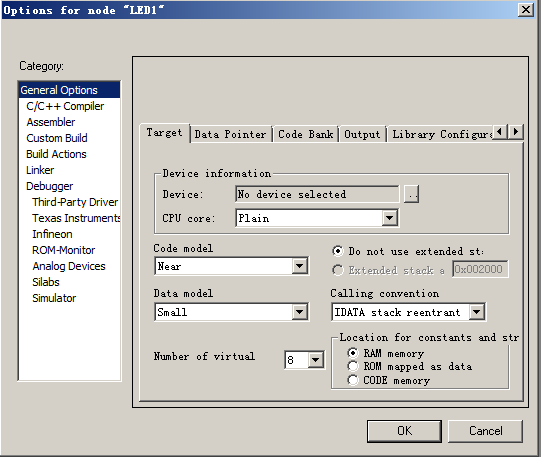 Options for node "LED1"
Category:
General Options
C/C++ Compiler
Assembler
Custom Build
Build Actions
Linker
Debugger
Third-Party Driver
Texas Instruments
Infineon
ROM-Monitor
Analog Devices
Silabs
Simulator
Target Data Pointer Code Bank Output Library Configura
Device information
Device: No device selected ..
CPU core: Plain
Code model
Near
Do not use extended st
Extended stack a 0x002000
Data model
Small
Calling convention
IDATA stack reentrant
Number of virtual 8
Location for constants and str
RAM memory
ROM mapped as data
CODE memory
OK Cancel